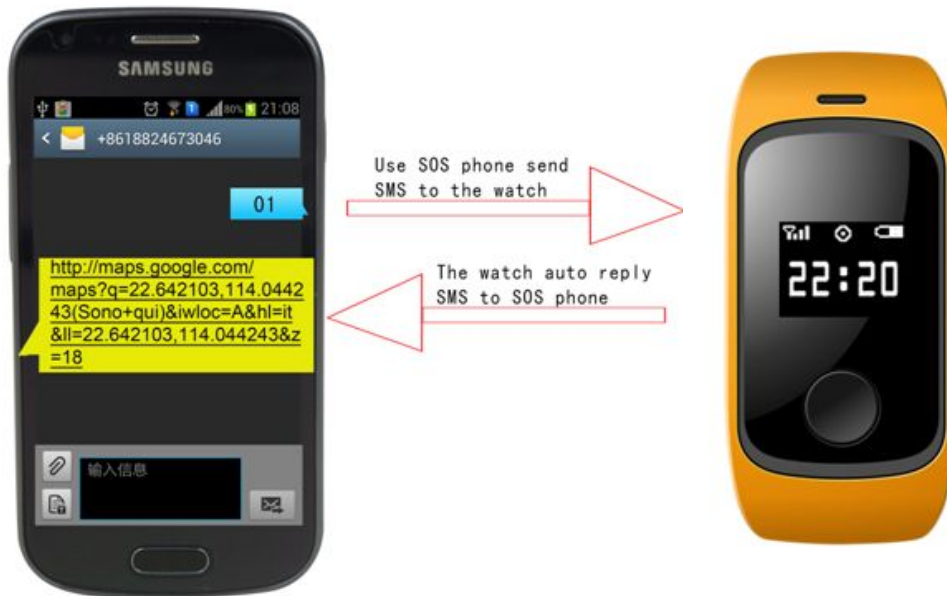 SAMSUNG
80% 21:08
+8618824673046
01
http://maps.google.com/
maps?q=22.642103,114.0442
43(Sono+qui)&iwloc=A&hl=it
&ll=22.642103,114.044243&z
=18
输入信息
Use SOS phone send
SMS to the watch
The watch auto reply
SMS to SOS phone
22:20